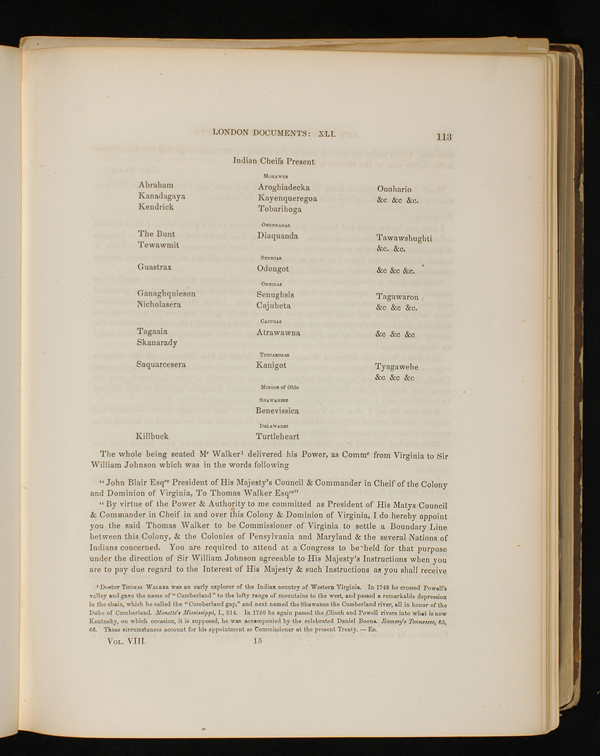 LONDON DOCUMENTS: XLI. 113
Indian Cheifs Present
MOHAWKS
Abraham Aroghiadecka Onohario
Kanadagaya Kayenqueregoa &c &c &c.
Kendrick Tobarihoga
ONONDAGAS
The Bunt Diaquanda Tawawshughti
Tewawmit &c. &c.
SENECAS
Guastrax Odongot &c &c &c.
ONEIDAS
Ganaghquieson Senughsis Tagawaron
Nicholasera Cajuheta &c &c &c.
CAJUGAS
Tagaaia Atrawawna &c &c &c
Skanarady
TUSCARORAS
Saquarcesera Kanigot Tyagawehe
&c &c &c
MINGOS of Ohio
SHAWANESE
Benevissica
DELAWARES
Killbuck Turtleheart
The whole being seated Mr Walker1 delivered his Power, as Commr from Virginia to Sir
William Johnson which was in the words following
"John Blair Esqre President of His Majesty's Council & Commander in Cheif of the Colony
and Dominion of Virginia, To Thomas Walker Esqre"
"By virtue of the Power & Authority to me committed as President of His Matys Council
& Commander in Cheif in and over this Colony & Dominion of Virginia, I do hereby appoint
you the said Thomas Walker to be Commissioner of Virginia to settle a Boundary Line
between this Colony, & the Colonies of Pensylvania and Maryland & the several Nations of
Indians concerned. You are required to attend at a Congress to be held for that purpose
under the direction of Sir William Johnson agreeable to His Majesty's Instructions when you
are to pay due regard to the Interest of His Majesty & such Instructions as you shall receive
1 Doctor THOMAS WALKER was an early explorer of the Indian country of Western Virginia. In 1748 he crossed Powell's
valley and gave the name of "Cumberland" to the lofty range of mountains to the west, and passed a remarkable depression
in the chain, which he called the "Cumberland gap," and next named the Shawanee the Cumberland river, all in honor of the
Duke of Cumberland. Monette's Mississippi, I., 314. In 1760 he again passed the Clinch and Powell rivers into what is now
Kentucky, on which occasion, it is supposed, he was accompanied by the celebrated Daniel Boone. Ramsey's Tennessee, 65,
66. These circumstances account for his appointment as Commissioner at the present Treaty. — ED.
VOL. VIII. 15